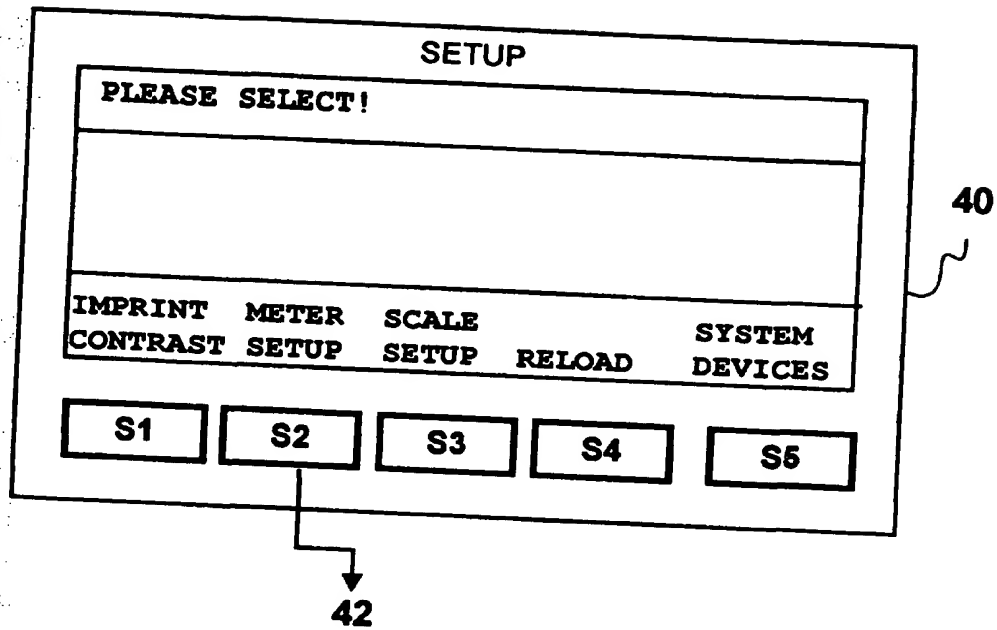 SETUP
PLEASE SELECT!
40
IMPRINT METER SCALE SYSTEM
CONTRAST SETUP SETUP RELOAD DEVICES
S1 S2 S3 S4 S5
42